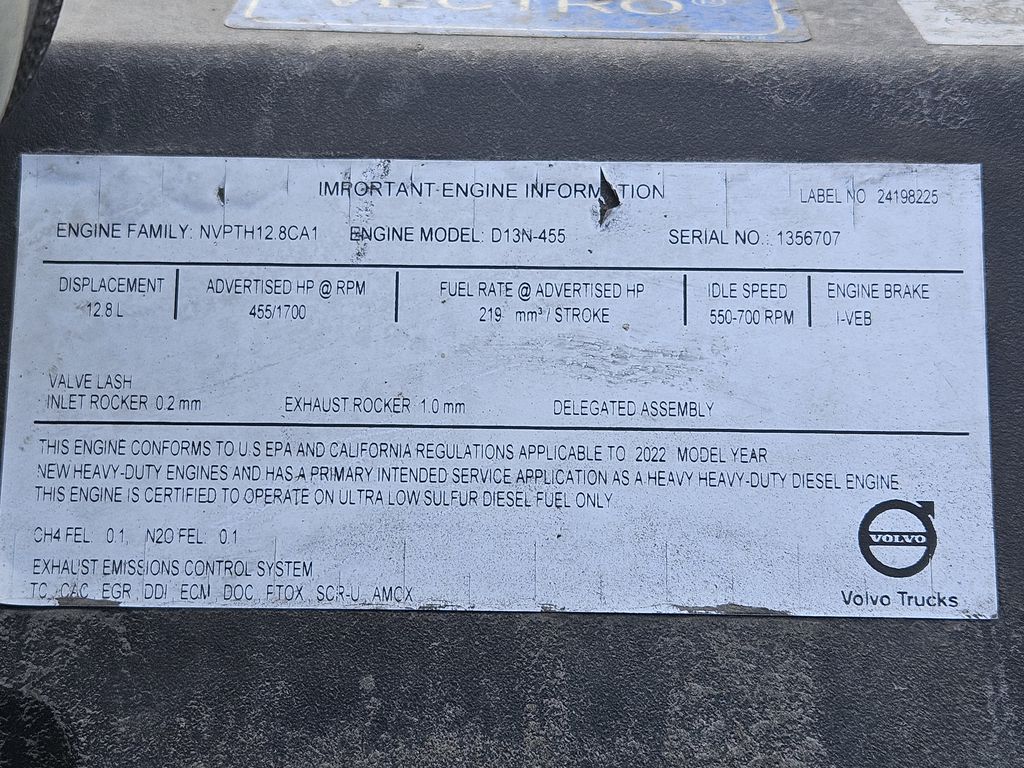 VECTRO®
IMPORTANT ENGINE INFORMATION LABEL NO 24198225
ENGINE FAMILY: NVPTH12.8CA1 ENGINE MODEL: D13N-455 SERIAL NO.: 1356707
DISPLACEMENT ADVERTISED HP @ RPM FUEL RATE @ ADVERTISED HP IDLE SPEED ENGINE BRAKE
12.8 L 455/1700 219 mm³ / STROKE 550-700 RPM I-VEB
VALVE LASH
INLET ROCKER 0.2 mm EXHAUST ROCKER 1.0 mm DELEGATED ASSEMBLY
THIS ENGINE CONFORMS TO U.S EPA AND CALIFORNIA REGULATIONS APPLICABLE TO 2022 MODEL YEAR
NEW HEAVY-DUTY ENGINES AND HAS A PRIMARY INTENDED SERVICE APPLICATION AS A HEAVY HEAVY-DUTY DIESEL ENGINE.
THIS ENGINE IS CERTIFIED TO OPERATE ON ULTRA LOW SULFUR DIESEL FUEL ONLY
CH4 FEL: 0.1, N2O FEL: 0.1
EXHAUST EMISSIONS CONTROL SYSTEM
TC, CAC, EGR, DDI, ECM, DOC, PTOX, SCR-U, AMOX
VOLVO
Volvo Trucks